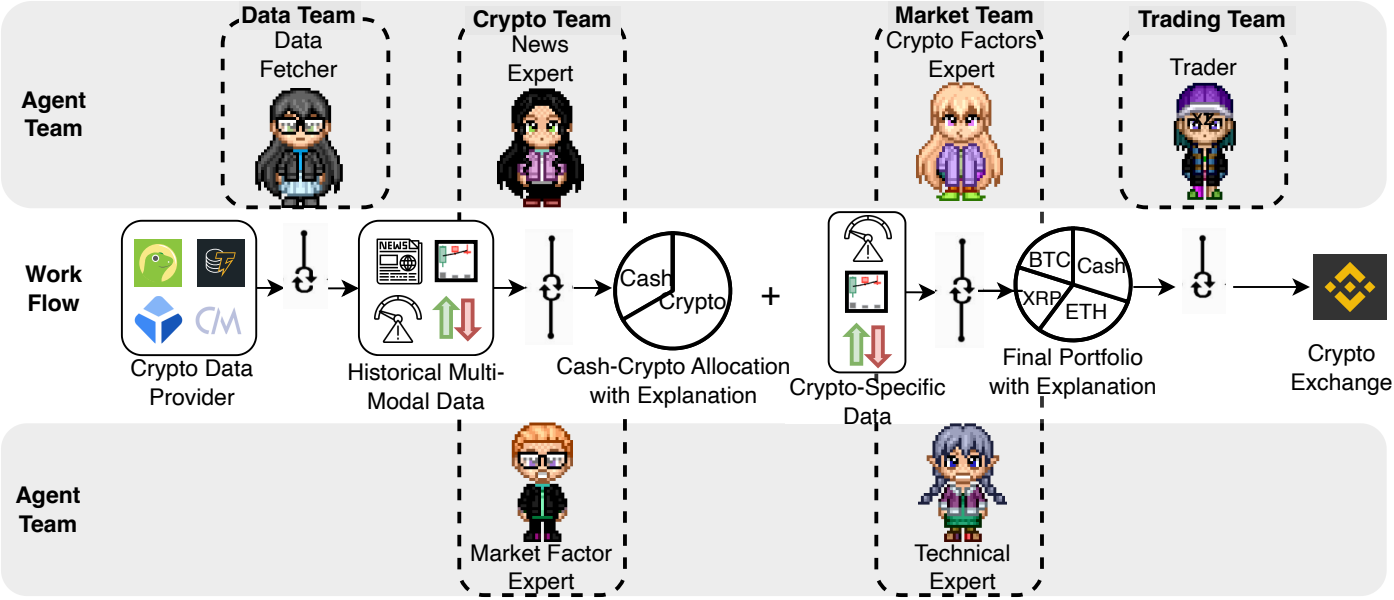 Data Team
Crypto Team
Market Team
Trading Team
Data
Fetcher
News
Expert
Crypto Factors
Expert
Trader
Agent
Team
Work
Flow
NEWS
CM
Cash
Crypto
+
BTC
Cash
XRP
ETH
Crypto Data
Provider
Historical Multi-
Modal Data
Cash-Crypto Allocation
with Explanation
Crypto-Specific
Data
Final Portfolio
with Explanation
Crypto
Exchange
Agent
Team
Market Factor
Expert
Technical
Expert